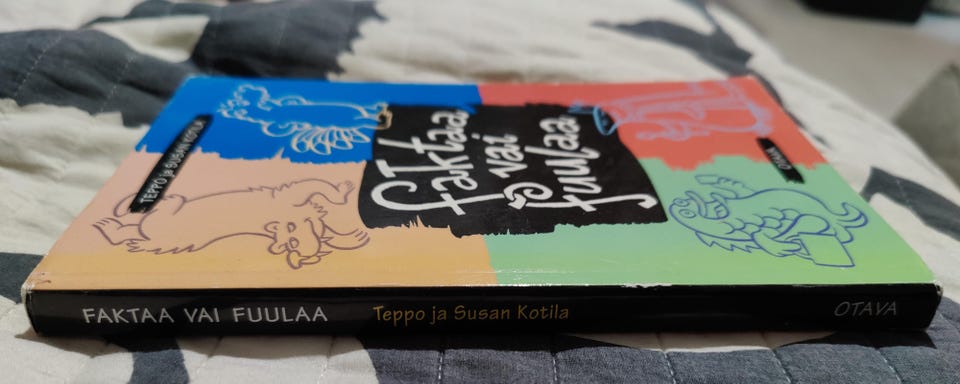 TEPPO ja SUSAN KOTILA
faktaa
vai
fuulaa
OTAVA
FAKTAA VAI FUULAA Teppo ja Susan Kotila OTAVA